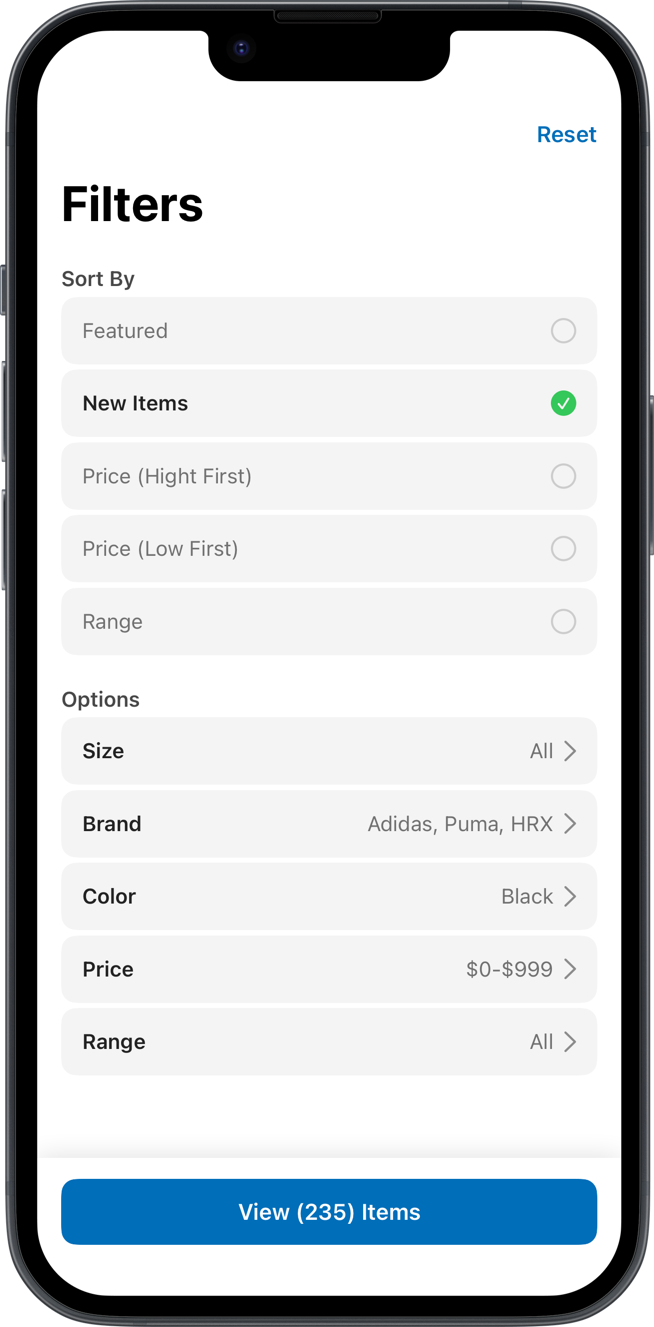 Reset
Filters
Sort By
Featured
New Items
Price (Hight First)
Price (Low First)
Range
Options
Size All
Brand Adidas, Puma, HRX
Color Black
Price $0-$999
Range All
View (235) Items